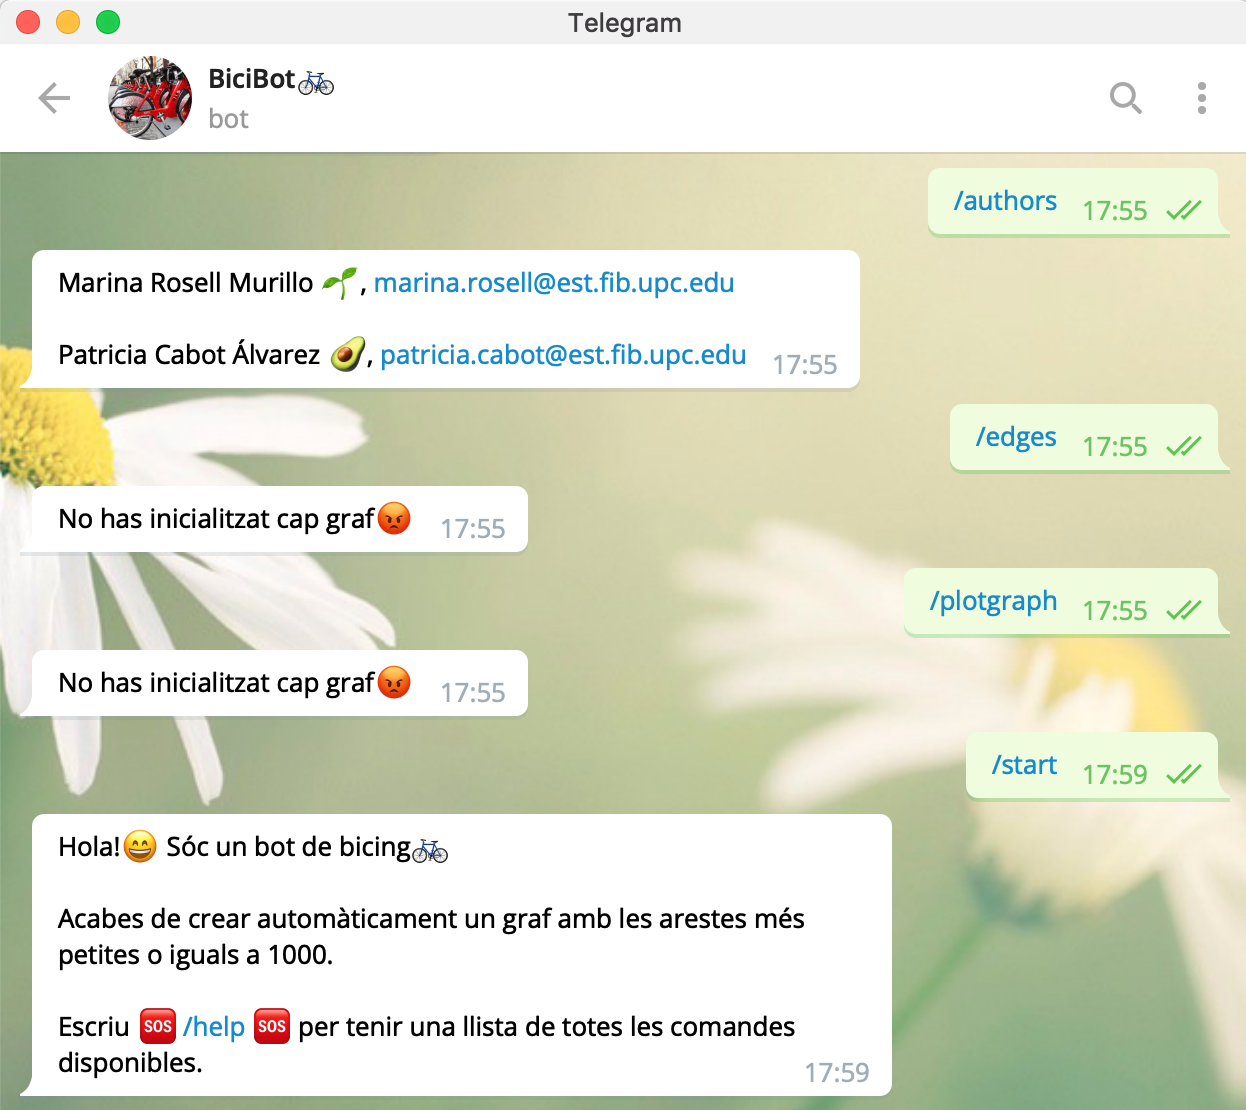 Telegram
BiciBot🚲
bot
/authors 17:55
Marina Rosell Murillo 🌱, marina.rosell@est.fib.upc.edu
Patricia Cabot Álvarez 🥑, patricia.cabot@est.fib.upc.edu 17:55
/edges 17:55
No has inicialitzat cap graf😡 17:55
/plotgraph 17:55
No has inicialitzat cap graf😡 17:55
/start 17:59
Hola!😄 Sóc un bot de bicing🚲
Acabes de crear automàticament un graf amb les arestes més
petites o iguals a 1000.
Escriu 🆘 /help 🆘 per tenir una llista de totes les comandes
disponibles. 17:59